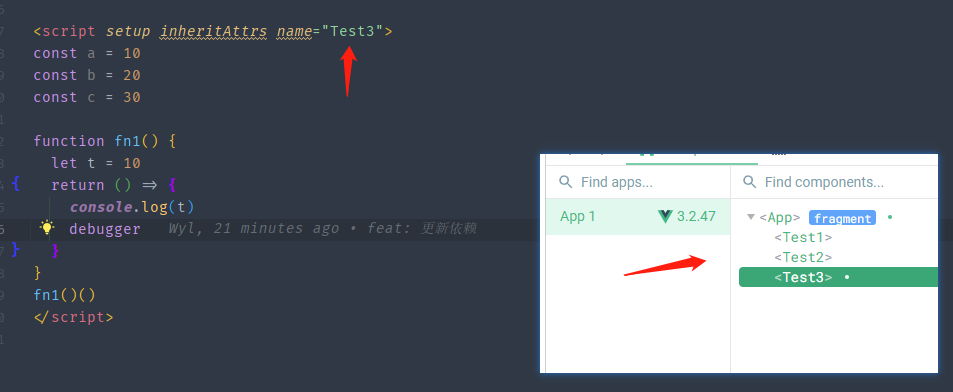 <script setup inheritAttrs name="Test3">
const a = 10
const b = 20
const c = 30
function fn1() {
let t = 10
{ return () => {
console.log(t)
debugger Wyl, 21 minutes ago • feat: 更新依赖
} }
}
fn1()()
</script>
Find apps...
Find components...
App 1 3.2.47
<App> fragment •
<Test1>
<Test2>
<Test3> •